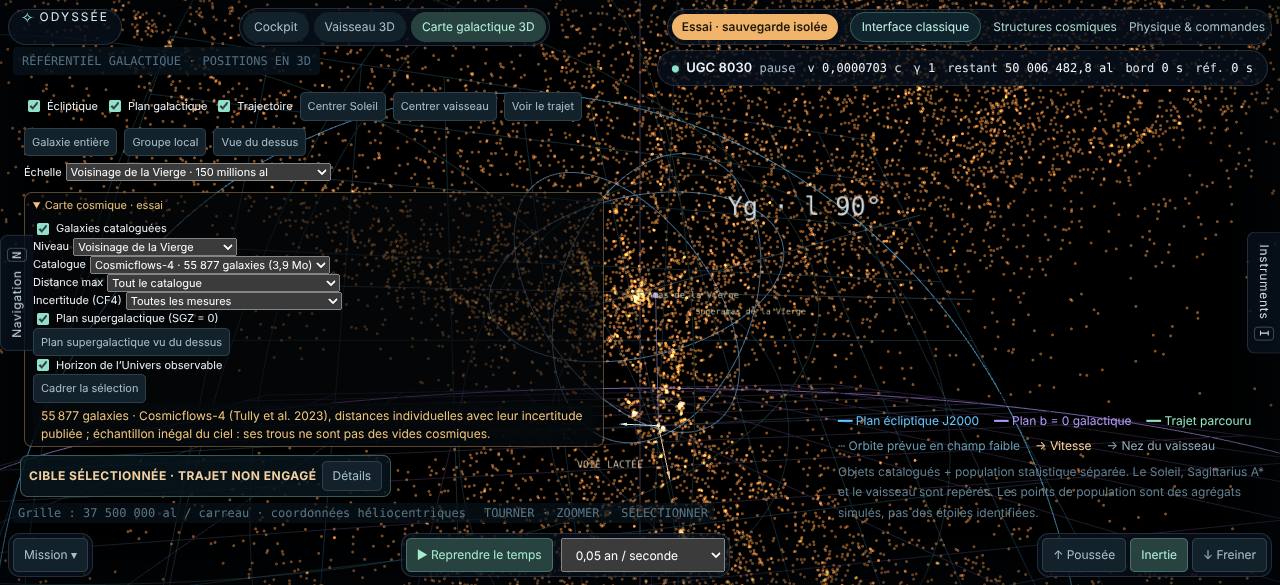 ✧ ODYSSÉE
Cockpit Vaisseau 3D Carte galactique 3D
Essai · sauvegarde isolée Interface classique Structures cosmiques Physique & commandes
RÉFÉRENTIEL GALACTIQUE · POSITIONS EN 3D
UGC 8030 pause v 0,0000703 c γ 1 restant 50 006 482,8 al bord 0 s réf. 0 s
Écliptique Plan galactique Trajectoire Centrer Soleil Centrer vaisseau Voir le trajet
Galaxie entière Groupe local Vue du dessus
Échelle Voisinage de la Vierge · 150 millions al
▼ Carte cosmique · essai
Galaxies cataloguées
Niveau Voisinage de la Vierge
Catalogue Cosmicflows-4 · 55 877 galaxies (3,9 Mo)
Distance max Tout le catalogue
Incertitude (CF4) Toutes les mesures
Plan supergalactique (SGZ = 0)
Plan supergalactique vu du dessus
Horizon de l'Univers observable
Cadrer la sélection
55 877 galaxies · Cosmicflows-4 (Tully et al. 2023), distances individuelles avec leur incertitude
publiée ; échantillon inégal du ciel : ses trous ne sont pas des vides cosmiques.
Navigation N
Yg · l 90°
Amas de la Vierge
Superamas de la Vierge
VOIE LACTÉE
Instruments I
CIBLE SÉLECTIONNÉE · TRAJET NON ENGAGÉ Détails
Grille : 37 500 000 al / carreau · coordonnées héliocentriques TOURNER · ZOOMER · SÉLECTIONNER
Plan écliptique J2000 Plan b = 0 galactique Trajet parcouru
Orbite prévue en champ faible → Vitesse → Nez du vaisseau
Objets catalogués + population statistique séparée. Le Soleil, Sagittarius A*
et le vaisseau sont repérés. Les points de population sont des agrégats
simulés, pas des étoiles identifiées.
Mission ▾
▶ Reprendre le temps 0,05 an / seconde
↑ Poussée Inertie ↓ Freiner